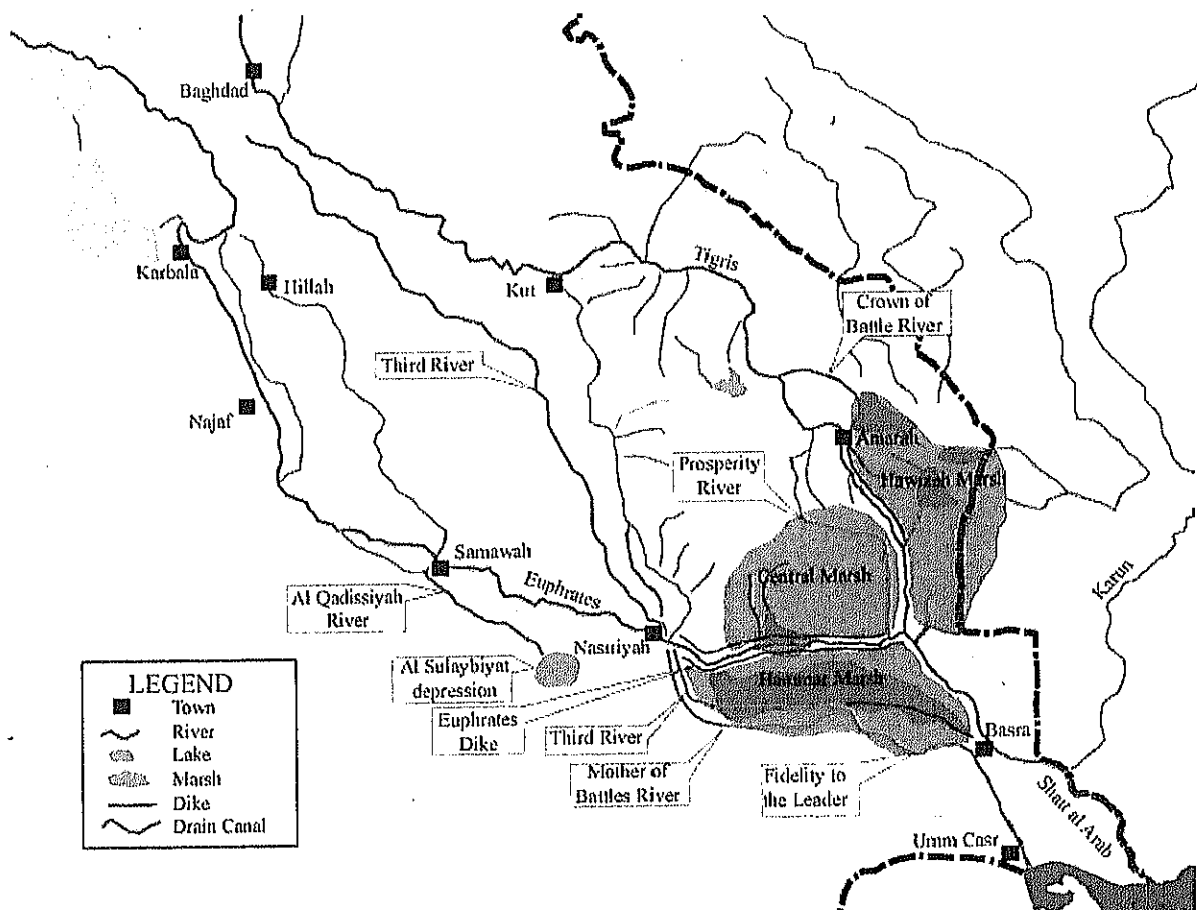 Baghdad
Karbala
Hillah
Kut
Tigris
Crown of
Battle River
Third River
Najaf
Amarah
Hawizah Marsh
Prosperity
River
Samawah
Central Marsh
Karun
Al Qadissiyah
River
Euphrates
Nasuiyah
Al Sulaybiyat
depression
Hammar Marsh
Euphrates
Dike
Third River
Basra
Mother of
Battles River
Fidelity to
the Leader
Shatt al Arab
Umm Casr
LEGEND
Town
River
Lake
Marsh
Dike
Drain Canal